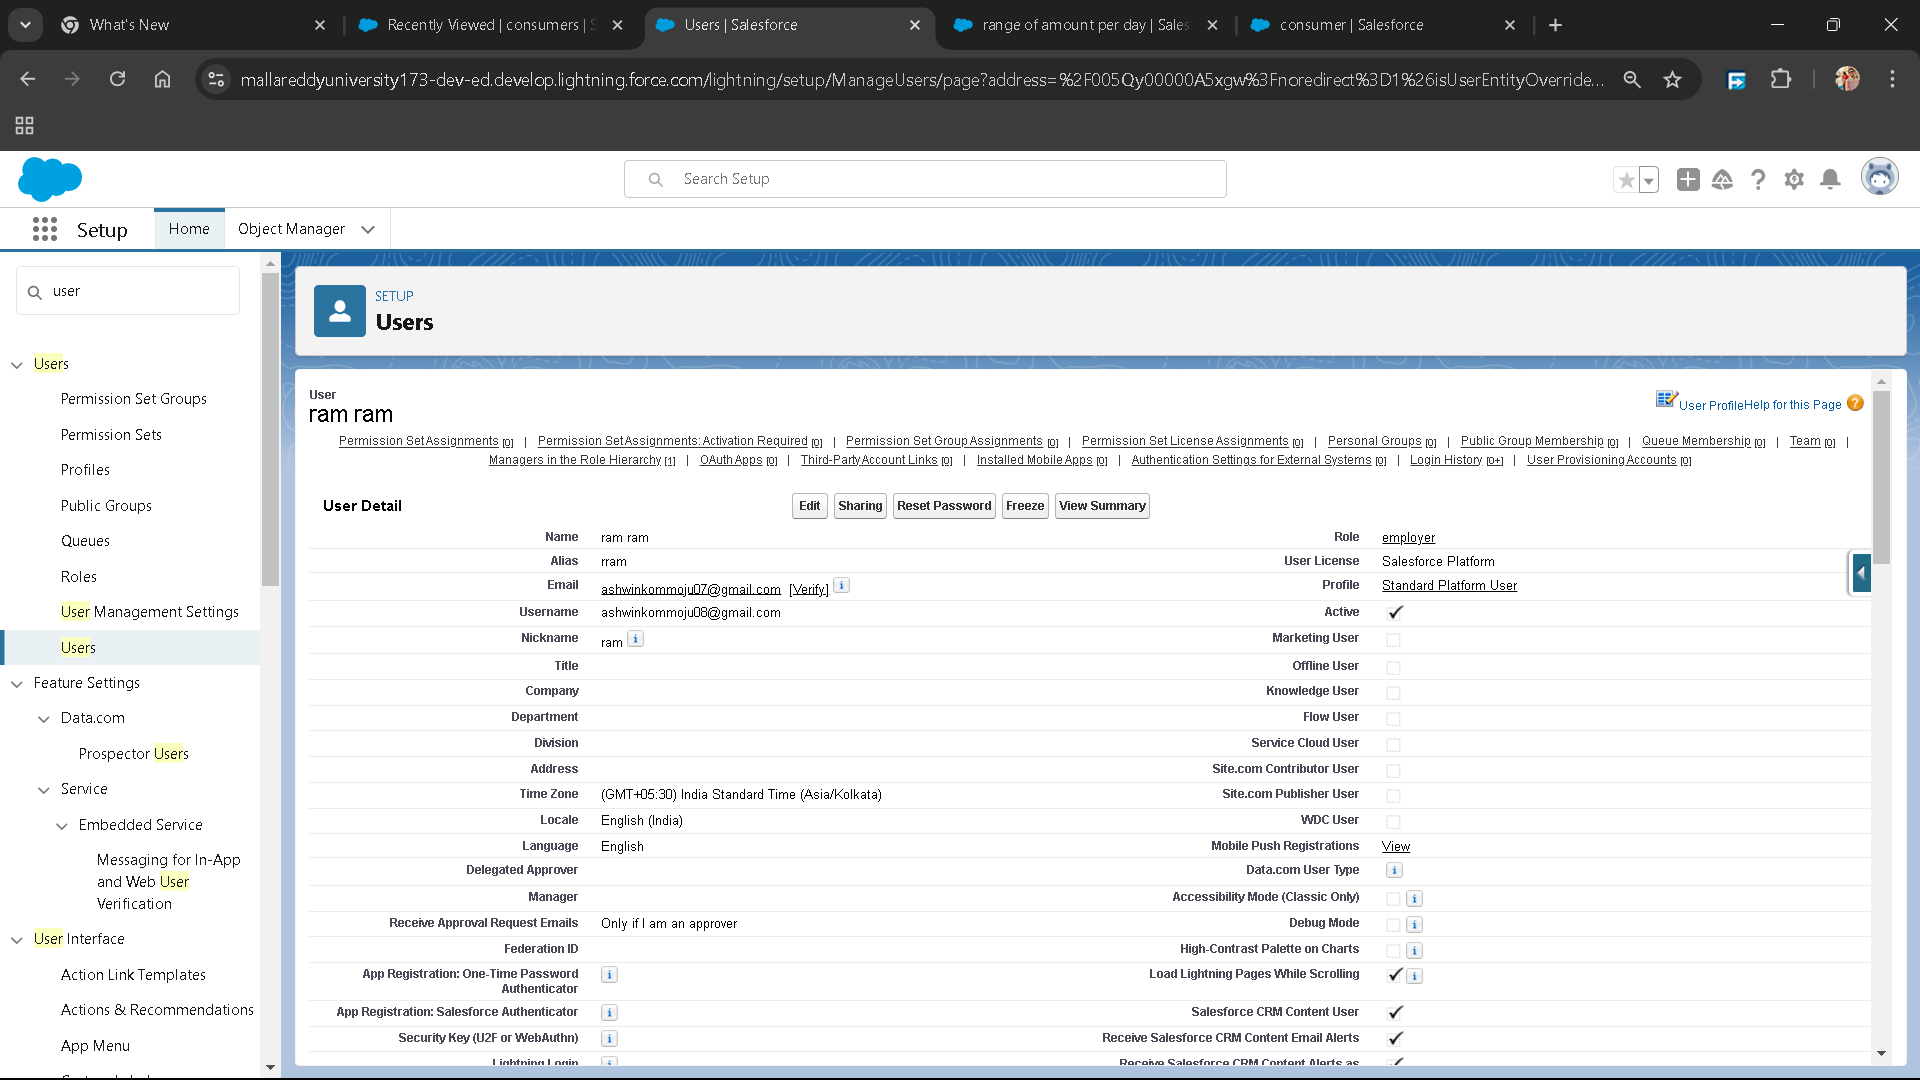 What's New
Recently Viewed | consumers | S
Users | Salesforce
range of amount per day | Sales
consumer | Salesforce
mallareddyuniversity173-dev-ed.develop.lightning.force.com/lightning/setup/ManageUsers/page?address=%2F005Qy00000A5xgw%3Fnoredirect%3D1%26isUserEntityOverride...
Search Setup
Setup
Home
Object Manager
user
Users
Permission Set Groups
Permission Sets
Profiles
Public Groups
Queues
Roles
User Management Settings
Users
Feature Settings
Data.com
Prospector Users
Service
Embedded Service
Messaging for In-App
and Web User
Verification
User Interface
Action Link Templates
Actions & Recommendations
App Menu
SETUP
Users
User
ram ram
User Profile Help for this Page
Permission Set Assignments [0] | Permission Set Assignments: Activation Required [0] | Permission Set Group Assignments [0] | Permission Set License Assignments [0] | Personal Groups [0] | Public Group Membership [0] | Queue Membership [0] | Team [0] |
Managers in the Role Hierarchy [1] | OAuth Apps [0] | Third-Party Account Links [0] | Installed Mobile Apps [0] | Authentication Settings for External Systems [0] | Login History [0+] | User Provisioning Accounts [0]
User Detail
Edit Sharing Reset Password Freeze View Summary
Name ram ram Role employer
Alias rram User License Salesforce Platform
Email ashwinkommoju07@gmail.com [Verify] Profile Standard Platform User
Username ashwinkommoju08@gmail.com Active
Nickname ram Marketing User
Title Offline User
Company Knowledge User
Department Flow User
Division Service Cloud User
Address Site.com Contributor User
Time Zone (GMT+05:30) India Standard Time (Asia/Kolkata) Site.com Publisher User
Locale English (India) WDC User
Language English Mobile Push Registrations View
Delegated Approver Data.com User Type
Manager Accessibility Mode (Classic Only)
Receive Approval Request Emails Only if I am an approver Debug Mode
Federation ID High-Contrast Palette on Charts
App Registration: One-Time Password Load Lightning Pages While Scrolling
Authenticator
App Registration: Salesforce Authenticator Salesforce CRM Content User
Security Key (U2F or WebAuthn) Receive Salesforce CRM Content Email Alerts
Lightning Login Receive Salesforce CRM Content Alerts as